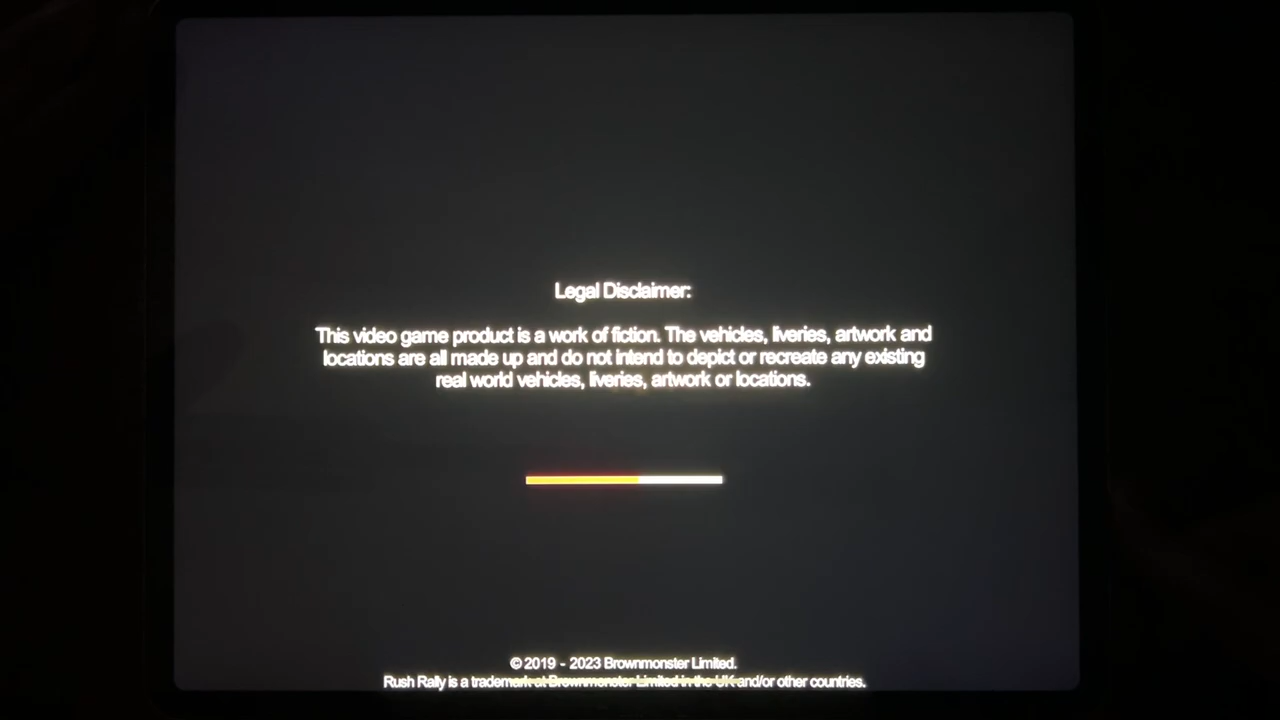 Legal Disclaimer:
This video game product is a work of fiction. The vehicles, liveries, artwork and
locations are all made up and do not intend to depict or recreate any existing
real world vehicles, liveries, artwork or locations.
© 2019 - 2023 Brownmonster Limited.
Rush Rally is a trademark at Brownmonster Limited in the UK and/or other countries.